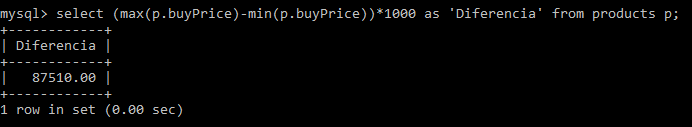 mysql> select (max(p.buyPrice)-min(p.buyPrice))*1000 as 'Diferencia' from products p;
+------------+
| Diferencia |
+------------+
|   87510.00 |
+------------+
1 row in set (0.00 sec)